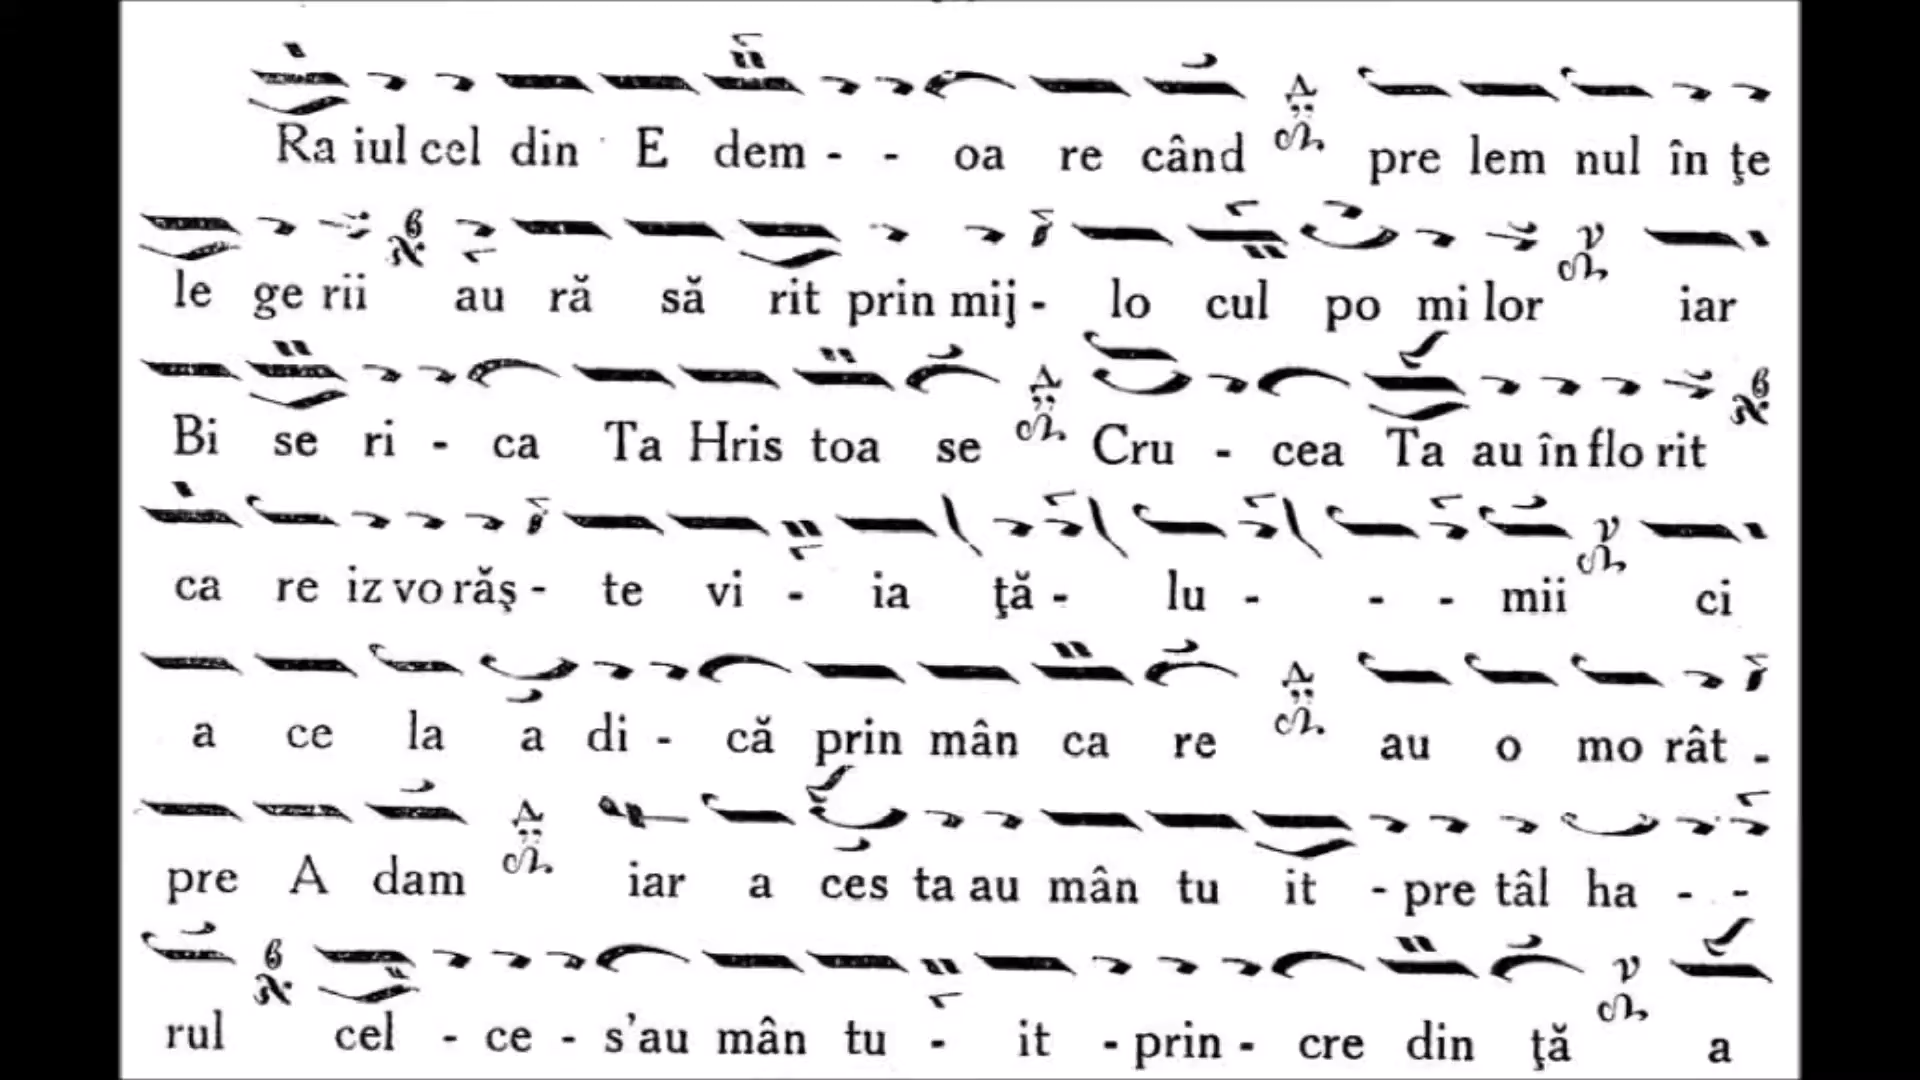 Ra iul cel din E dem - - oa re când pre lem nul în ţe
le ge rii au ră să rit prin mij - lo cul po mi lor iar
Bi se ri - ca Ta Hris toa se Cru - cea Ta au în flo rit
ca re iz vo răş - te vi - ia ţă - lu - - - mii ci
a ce la a di - că prin mân ca re au o mo rât -
pre A dam iar a ces ta au mân tu it - pre tâl ha - -
rul cel - ce - s'au mân tu - it - prin - cre din ţă a